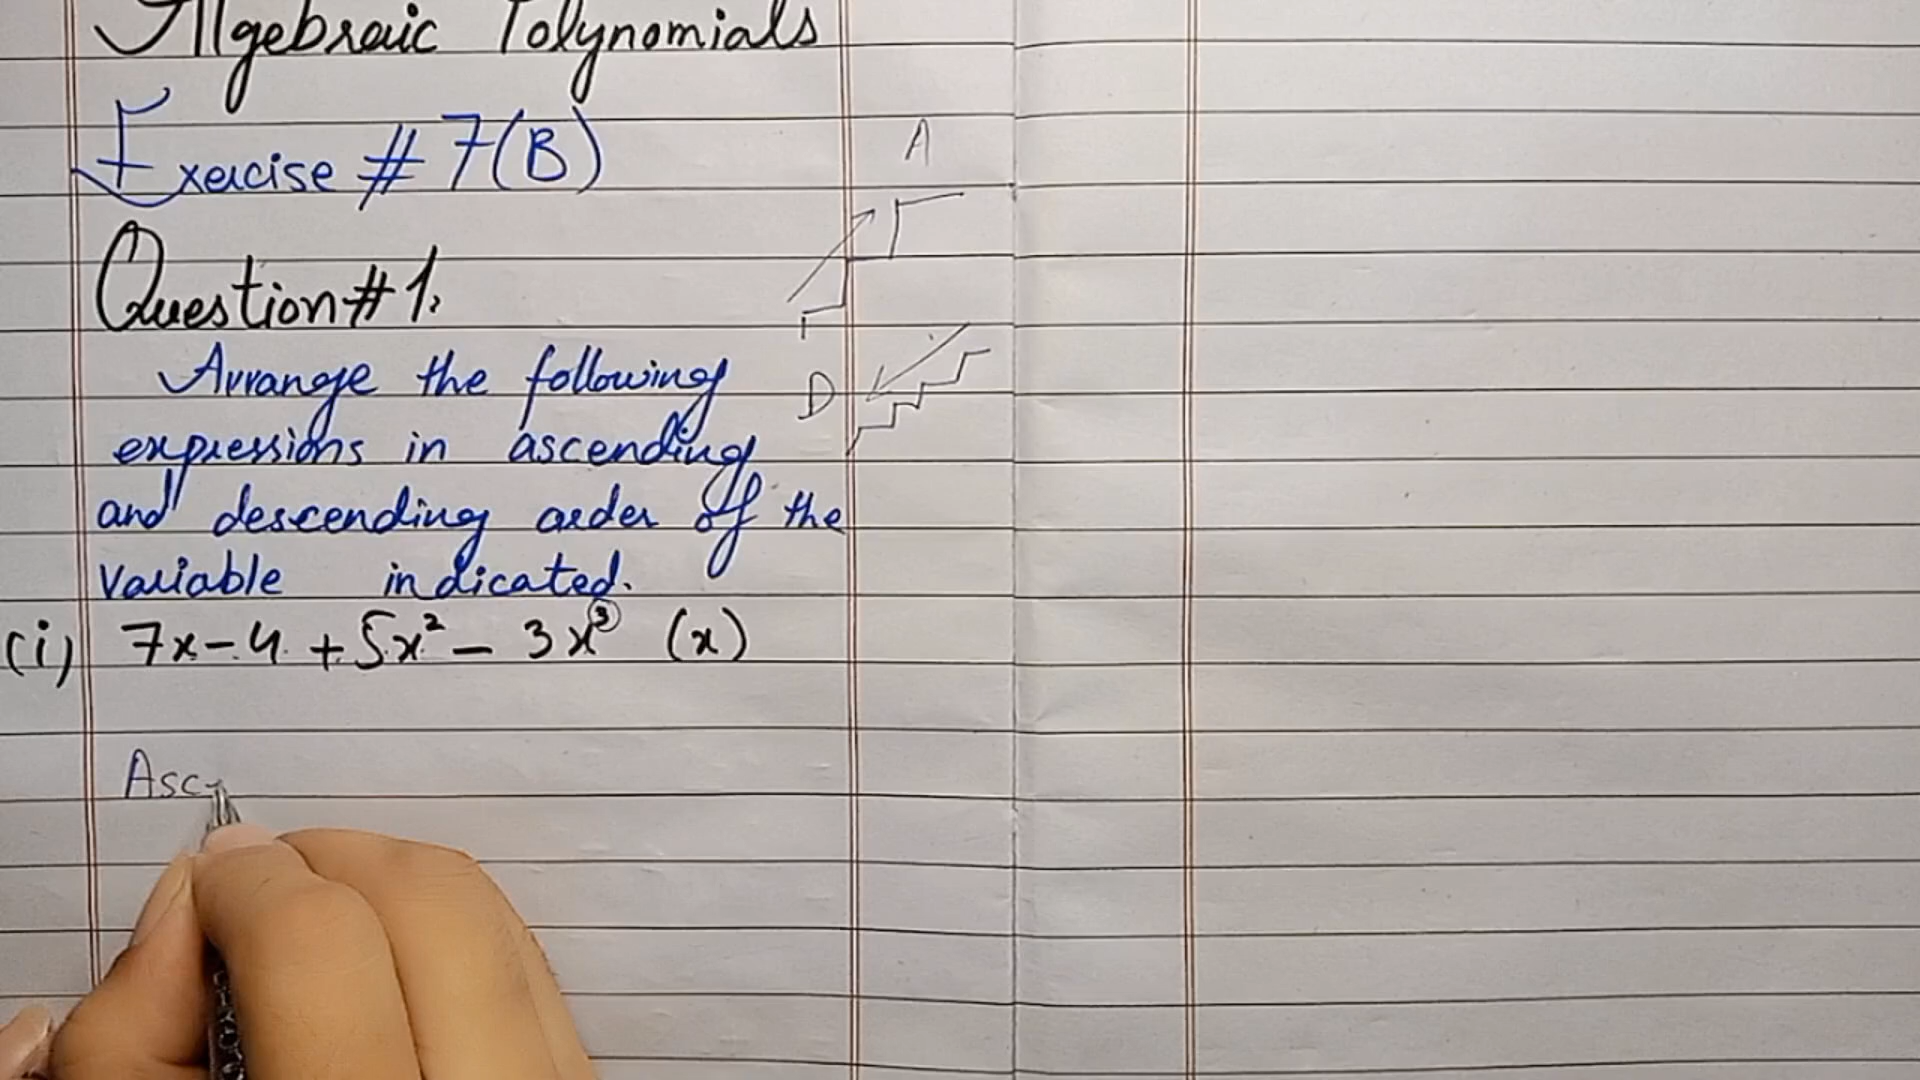 Algebraic Polynomials
Exercise # 7(B)
A
Question # 1.
Arrange the following
D
expressions in ascending
and descending order of the
variable indicated.
(i) 7x - 4 + 5x² - 3x³ (x)
Asc